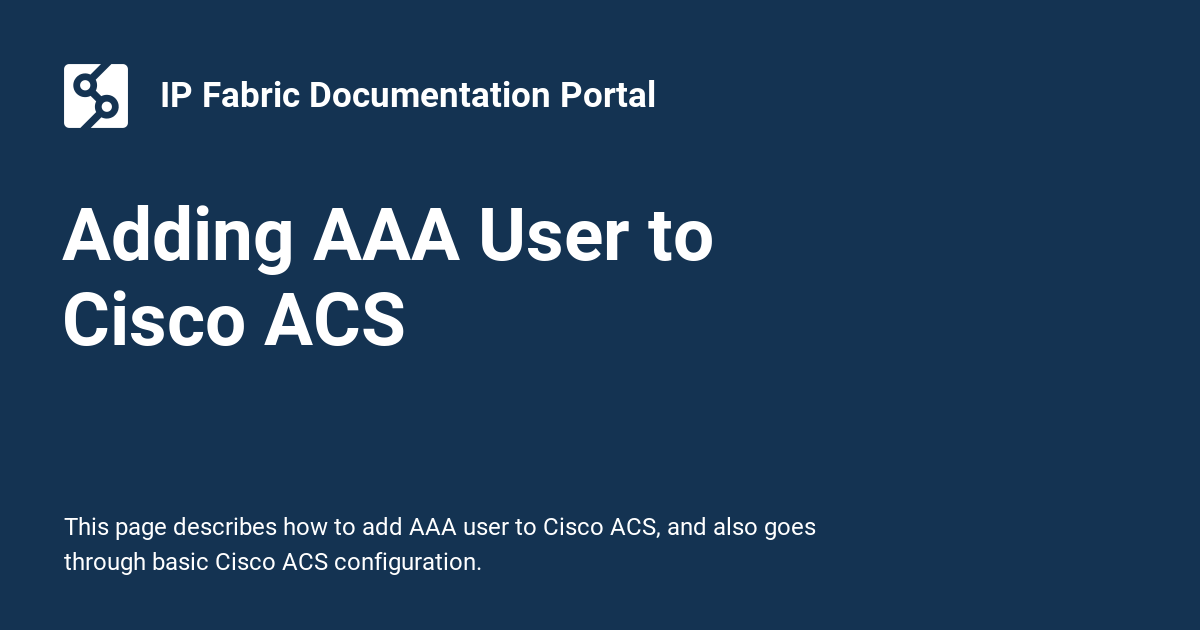 IP Fabric Documentation Portal
Adding AAA User to
Cisco ACS
This page describes how to add AAA user to Cisco ACS, and also goes
through basic Cisco ACS configuration.